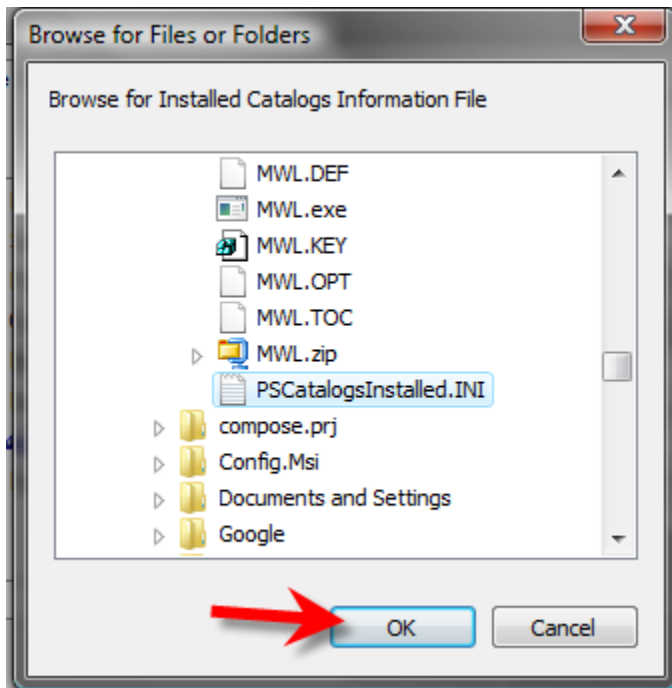 Browse for Files or Folders
Browse for Installed Catalogs Information File
MWL.DEF
MWL.exe
MWL.KEY
MWL.OPT
MWL.TOC
MWL.zip
PSCatalogsInstalled.INI
compose.prj
Config.Msi
Documents and Settings
Google
OK
Cancel